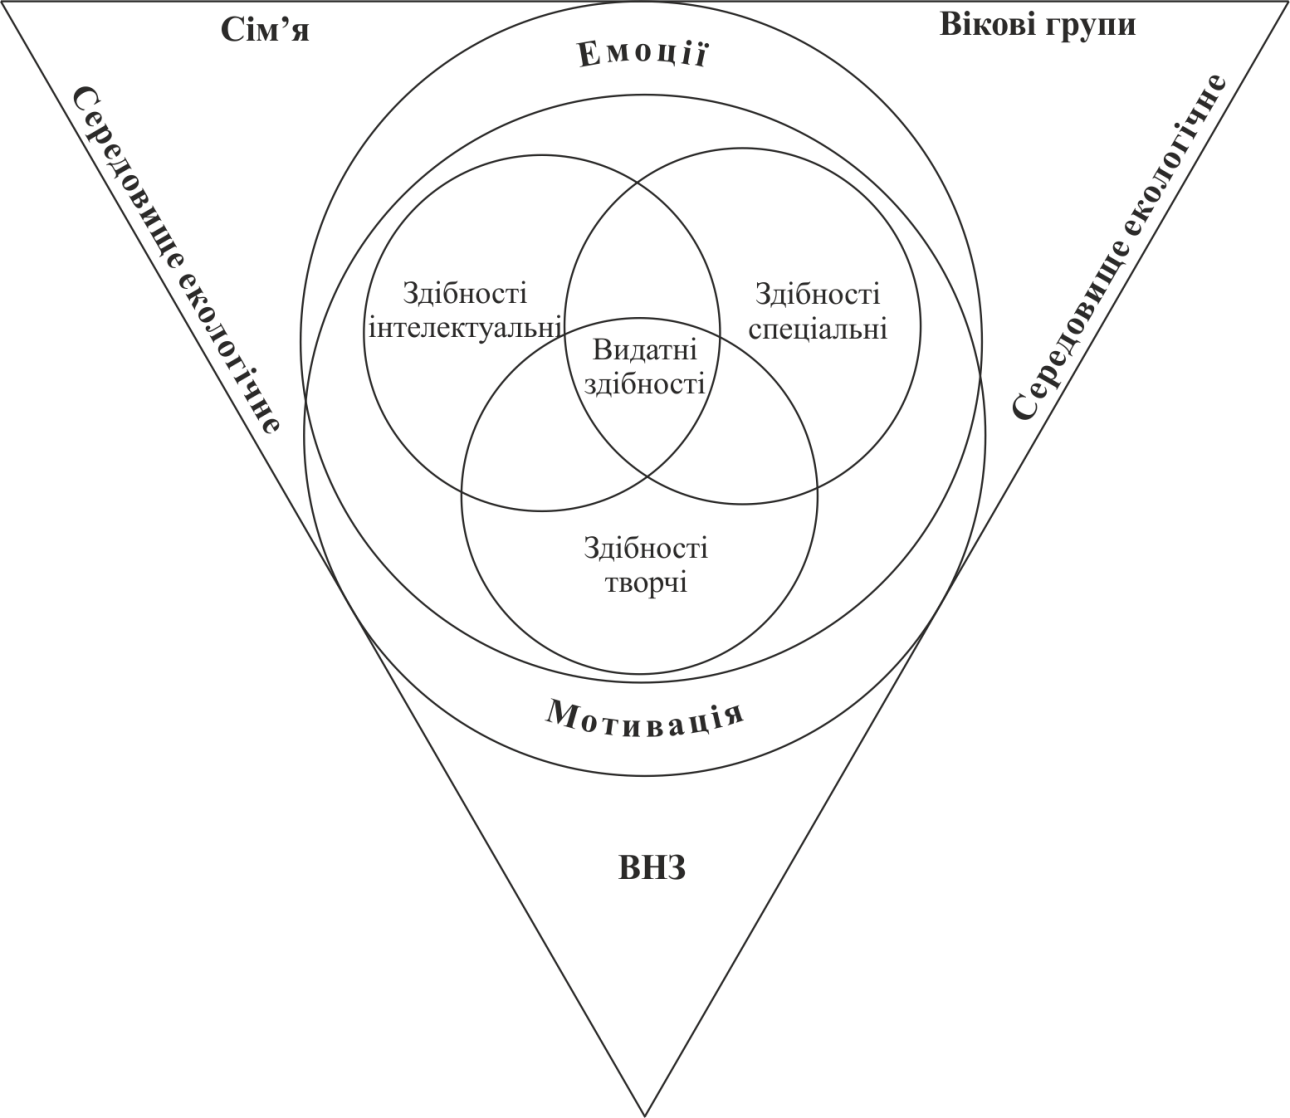 Сім’я
Вікові групи
Емоції
Середовище екологічне
Середовище екологічне
Здібності
інтелектуальні
Здібності
спеціальні
Видатні
здібності
Здібності
творчі
Мотивація
ВНЗ